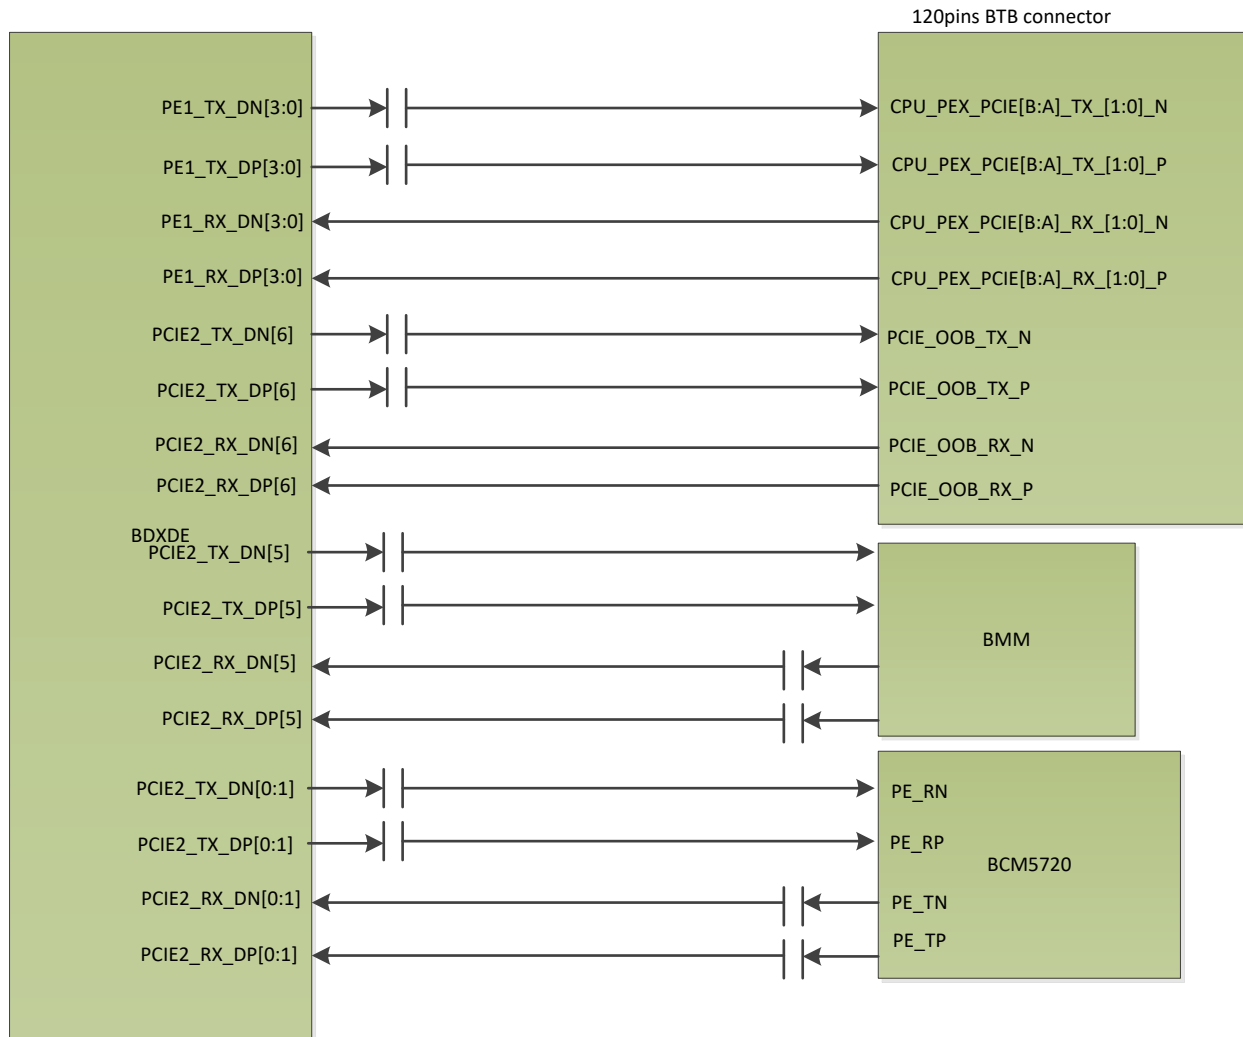 120pins BTB connector
PE1_TX_DN[3:0]
CPU_PEX_PCIE[B:A]_TX_[1:0]_N
PE1_TX_DP[3:0]
CPU_PEX_PCIE[B:A]_TX_[1:0]_P
PE1_RX_DN[3:0]
CPU_PEX_PCIE[B:A]_RX_[1:0]_N
PE1_RX_DP[3:0]
CPU_PEX_PCIE[B:A]_RX_[1:0]_P
PCIE2_TX_DN[6]
PCIE_OOB_TX_N
PCIE2_TX_DP[6]
PCIE_OOB_TX_P
PCIE2_RX_DN[6]
PCIE_OOB_RX_N
PCIE2_RX_DP[6]
PCIE_OOB_RX_P
BDXDE
PCIE2_TX_DN[5]
PCIE2_TX_DP[5]
BMM
PCIE2_RX_DN[5]
PCIE2_RX_DP[5]
PCIE2_TX_DN[0:1]
PE_RN
PCIE2_TX_DP[0:1]
PE_RP
BCM5720
PCIE2_RX_DN[0:1]
PE_TN
PE_TP
PCIE2_RX_DP[0:1]